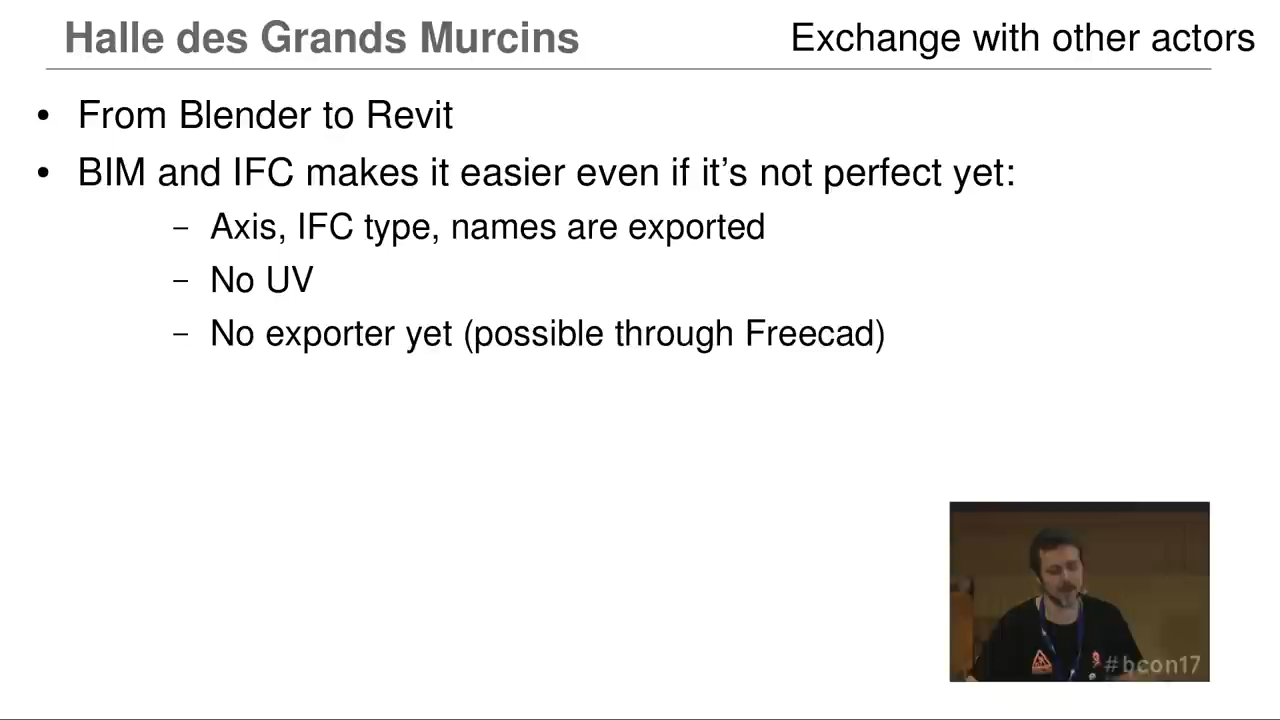 Halle des Grands Murcins
Exchange with other actors
• From Blender to Revit
• BIM and IFC makes it easier even if it's not perfect yet:
– Axis, IFC type, names are exported
– No UV
– No exporter yet (possible through Freecad)
#bcon17